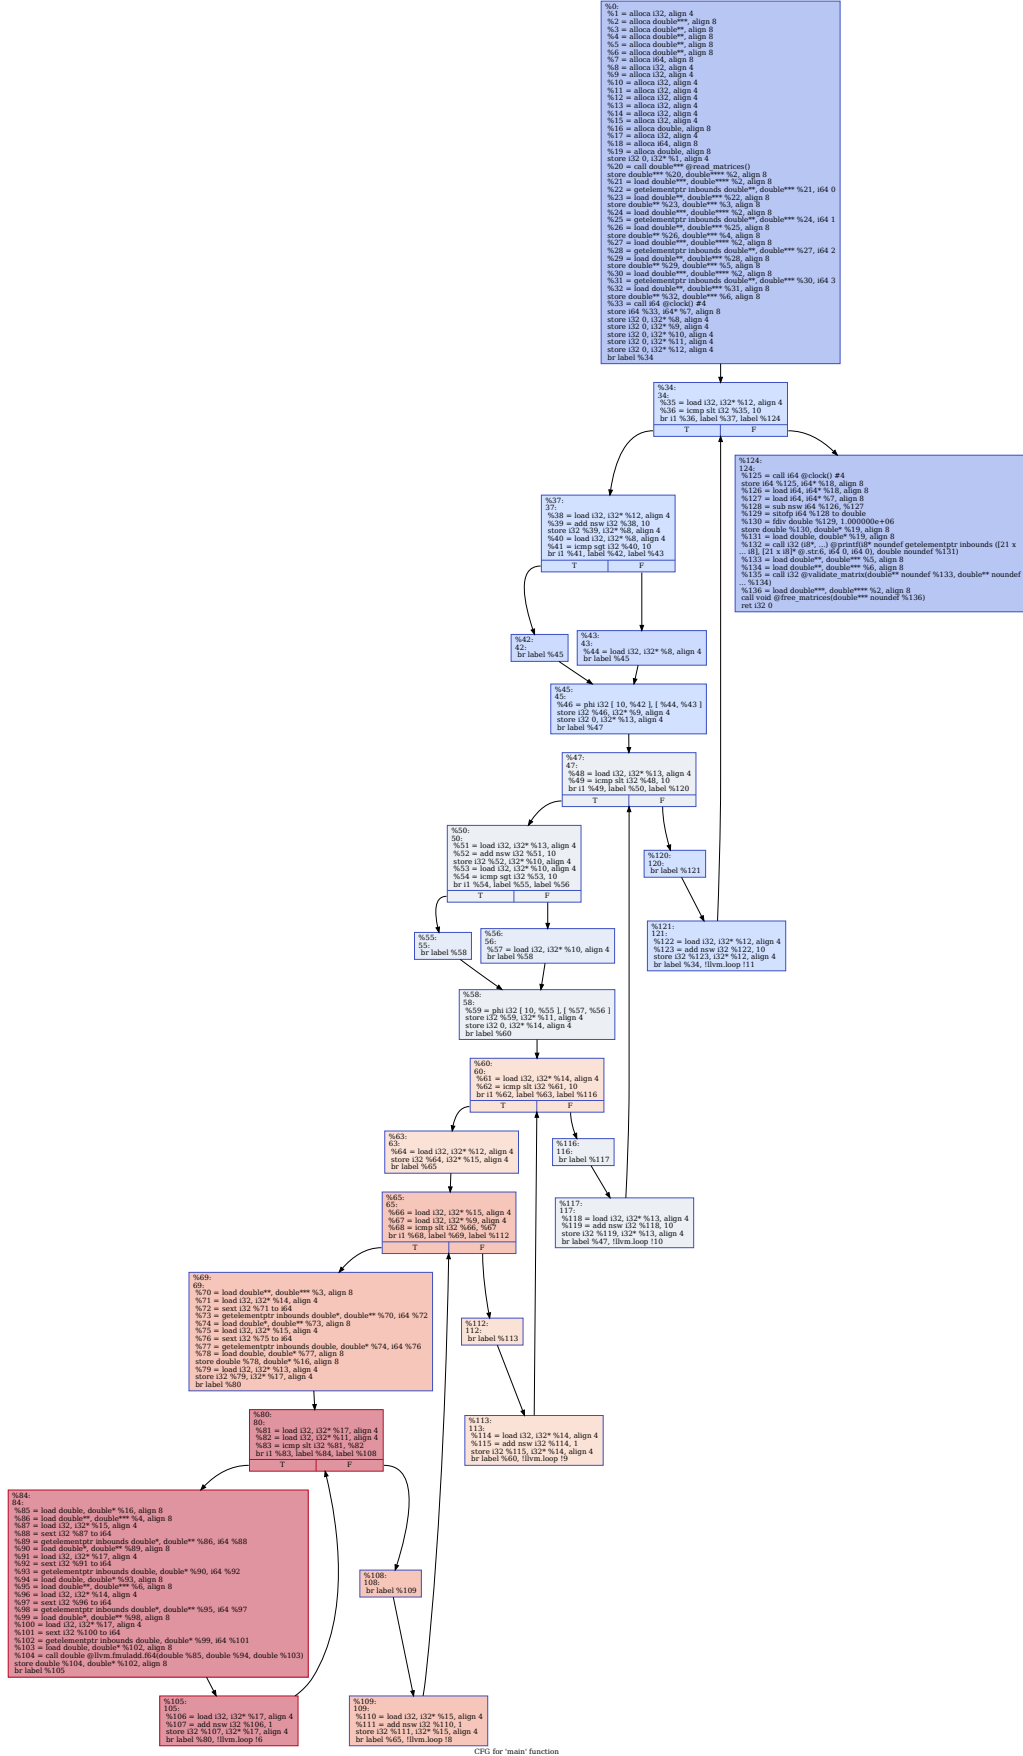 %0:
%1 = alloca i32, align 4
%2 = alloca double***, align 8
%3 = alloca double**, align 8
%4 = alloca double**, align 8
%5 = alloca double**, align 8
%6 = alloca double**, align 8
%7 = alloca i64, align 8
%8 = alloca i32, align 4
%9 = alloca i32, align 4
%10 = alloca i32, align 4
%11 = alloca i32, align 4
%12 = alloca i32, align 4
%13 = alloca i32, align 4
%14 = alloca i32, align 4
%15 = alloca i32, align 4
%16 = alloca double, align 8
%17 = alloca i32, align 4
%18 = alloca i64, align 8
%19 = alloca double, align 8
store i32 0, i32* %1, align 4
%20 = call double*** @read_matrices()
store double*** %20, double**** %2, align 8
%21 = load double***, double**** %2, align 8
%22 = getelementptr inbounds double**, double*** %21, i64 0
%23 = load double**, double*** %22, align 8
store double** %23, double*** %3, align 8
%24 = load double***, double**** %2, align 8
%25 = getelementptr inbounds double**, double*** %24, i64 1
%26 = load double**, double*** %25, align 8
store double** %26, double*** %4, align 8
%27 = load double***, double**** %2, align 8
%28 = getelementptr inbounds double**, double*** %27, i64 2
%29 = load double**, double*** %28, align 8
store double** %29, double*** %5, align 8
%30 = load double***, double**** %2, align 8
%31 = getelementptr inbounds double**, double*** %30, i64 3
%32 = load double**, double*** %31, align 8
store double** %32, double*** %6, align 8
%33 = call i64 @clock() #4
store i64 %33, i64* %7, align 8
store i32 0, i32* %8, align 4
store i32 0, i32* %9, align 4
store i32 0, i32* %10, align 4
store i32 0, i32* %11, align 4
store i32 0, i32* %12, align 4
br label %34
%34:
34:
%35 = load i32, i32* %12, align 4
%36 = icmp slt i32 %35, 10
br i1 %36, label %37, label %124
T F
%124:
124:
%125 = call i64 @clock() #4
store i64 %125, i64* %18, align 8
%126 = load i64, i64* %18, align 8
%127 = load i64, i64* %7, align 8
%128 = sub nsw i64 %126, %127
%129 = sitofp i64 %128 to double
%130 = fdiv double %129, 1.000000e+06
store double %130, double* %19, align 8
%131 = load double, double* %19, align 8
%132 = call i32 (i8*, ...) @printf(i8* noundef getelementptr inbounds ([21 x
... i8], [21 x i8]* @.str.6, i64 0, i64 0), double noundef %131)
%133 = load double**, double*** %5, align 8
%134 = load double**, double*** %6, align 8
%135 = call i32 @validate_matrix(double** noundef %133, double** noundef
... %134)
%136 = load double***, double**** %2, align 8
call void @free_matrices(double*** noundef %136)
ret i32 0
%37:
37:
%38 = load i32, i32* %12, align 4
%39 = add nsw i32 %38, 10
store i32 %39, i32* %8, align 4
%40 = load i32, i32* %8, align 4
%41 = icmp sgt i32 %40, 10
br i1 %41, label %42, label %43
T F
%42:
42:
br label %45
%43:
43:
%44 = load i32, i32* %8, align 4
br label %45
%45:
45:
%46 = phi i32 [ 10, %42 ], [ %44, %43 ]
store i32 %46, i32* %9, align 4
store i32 0, i32* %13, align 4
br label %47
%47:
47:
%48 = load i32, i32* %13, align 4
%49 = icmp slt i32 %48, 10
br i1 %49, label %50, label %120
T F
%50:
50:
%51 = load i32, i32* %13, align 4
%52 = add nsw i32 %51, 10
store i32 %52, i32* %10, align 4
%53 = load i32, i32* %10, align 4
%54 = icmp sgt i32 %53, 10
br i1 %54, label %55, label %56
T F
%120:
120:
br label %121
%121:
121:
%122 = load i32, i32* %12, align 4
%123 = add nsw i32 %122, 10
store i32 %123, i32* %12, align 4
br label %34, !llvm.loop !11
%55:
55:
br label %58
%56:
56:
%57 = load i32, i32* %10, align 4
br label %58
%58:
58:
%59 = phi i32 [ 10, %55 ], [ %57, %56 ]
store i32 %59, i32* %11, align 4
store i32 0, i32* %14, align 4
br label %60
%60:
60:
%61 = load i32, i32* %14, align 4
%62 = icmp slt i32 %61, 10
br i1 %62, label %63, label %116
T F
%63:
63:
%64 = load i32, i32* %12, align 4
store i32 %64, i32* %15, align 4
br label %65
%116:
116:
br label %117
%117:
117:
%118 = load i32, i32* %13, align 4
%119 = add nsw i32 %118, 10
store i32 %119, i32* %13, align 4
br label %47, !llvm.loop !10
%65:
65:
%66 = load i32, i32* %15, align 4
%67 = load i32, i32* %9, align 4
%68 = icmp slt i32 %66, %67
br i1 %68, label %69, label %112
T F
%69:
69:
%70 = load double**, double*** %3, align 8
%71 = load i32, i32* %14, align 4
%72 = sext i32 %71 to i64
%73 = getelementptr inbounds double*, double** %70, i64 %72
%74 = load double*, double** %73, align 8
%75 = load i32, i32* %15, align 4
%76 = sext i32 %75 to i64
%77 = getelementptr inbounds double, double* %74, i64 %76
%78 = load double, double* %77, align 8
store double %78, double* %16, align 8
%79 = load i32, i32* %13, align 4
store i32 %79, i32* %17, align 4
br label %80
%112:
112:
br label %113
%113:
113:
%114 = load i32, i32* %14, align 4
%115 = add nsw i32 %114, 1
store i32 %115, i32* %14, align 4
br label %60, !llvm.loop !9
%80:
80:
%81 = load i32, i32* %17, align 4
%82 = load i32, i32* %11, align 4
%83 = icmp slt i32 %81, %82
br i1 %83, label %84, label %108
T F
%84:
84:
%85 = load double, double* %16, align 8
%86 = load double**, double*** %4, align 8
%87 = load i32, i32* %15, align 4
%88 = sext i32 %87 to i64
%89 = getelementptr inbounds double*, double** %86, i64 %88
%90 = load double*, double** %89, align 8
%91 = load i32, i32* %17, align 4
%92 = sext i32 %91 to i64
%93 = getelementptr inbounds double, double* %90, i64 %92
%94 = load double, double* %93, align 8
%95 = load double**, double*** %6, align 8
%96 = load i32, i32* %14, align 4
%97 = sext i32 %96 to i64
%98 = getelementptr inbounds double*, double** %95, i64 %97
%99 = load double*, double** %98, align 8
%100 = load i32, i32* %17, align 4
%101 = sext i32 %100 to i64
%102 = getelementptr inbounds double, double* %99, i64 %101
%103 = load double, double* %102, align 8
%104 = call double @llvm.fmuladd.f64(double %85, double %94, double %103)
store double %104, double* %102, align 8
br label %105
%108:
108:
br label %109
%105:
105:
%106 = load i32, i32* %17, align 4
%107 = add nsw i32 %106, 1
store i32 %107, i32* %17, align 4
br label %80, !llvm.loop !6
%109:
109:
%110 = load i32, i32* %15, align 4
%111 = add nsw i32 %110, 1
store i32 %111, i32* %15, align 4
br label %65, !llvm.loop !8
CFG for 'main' function